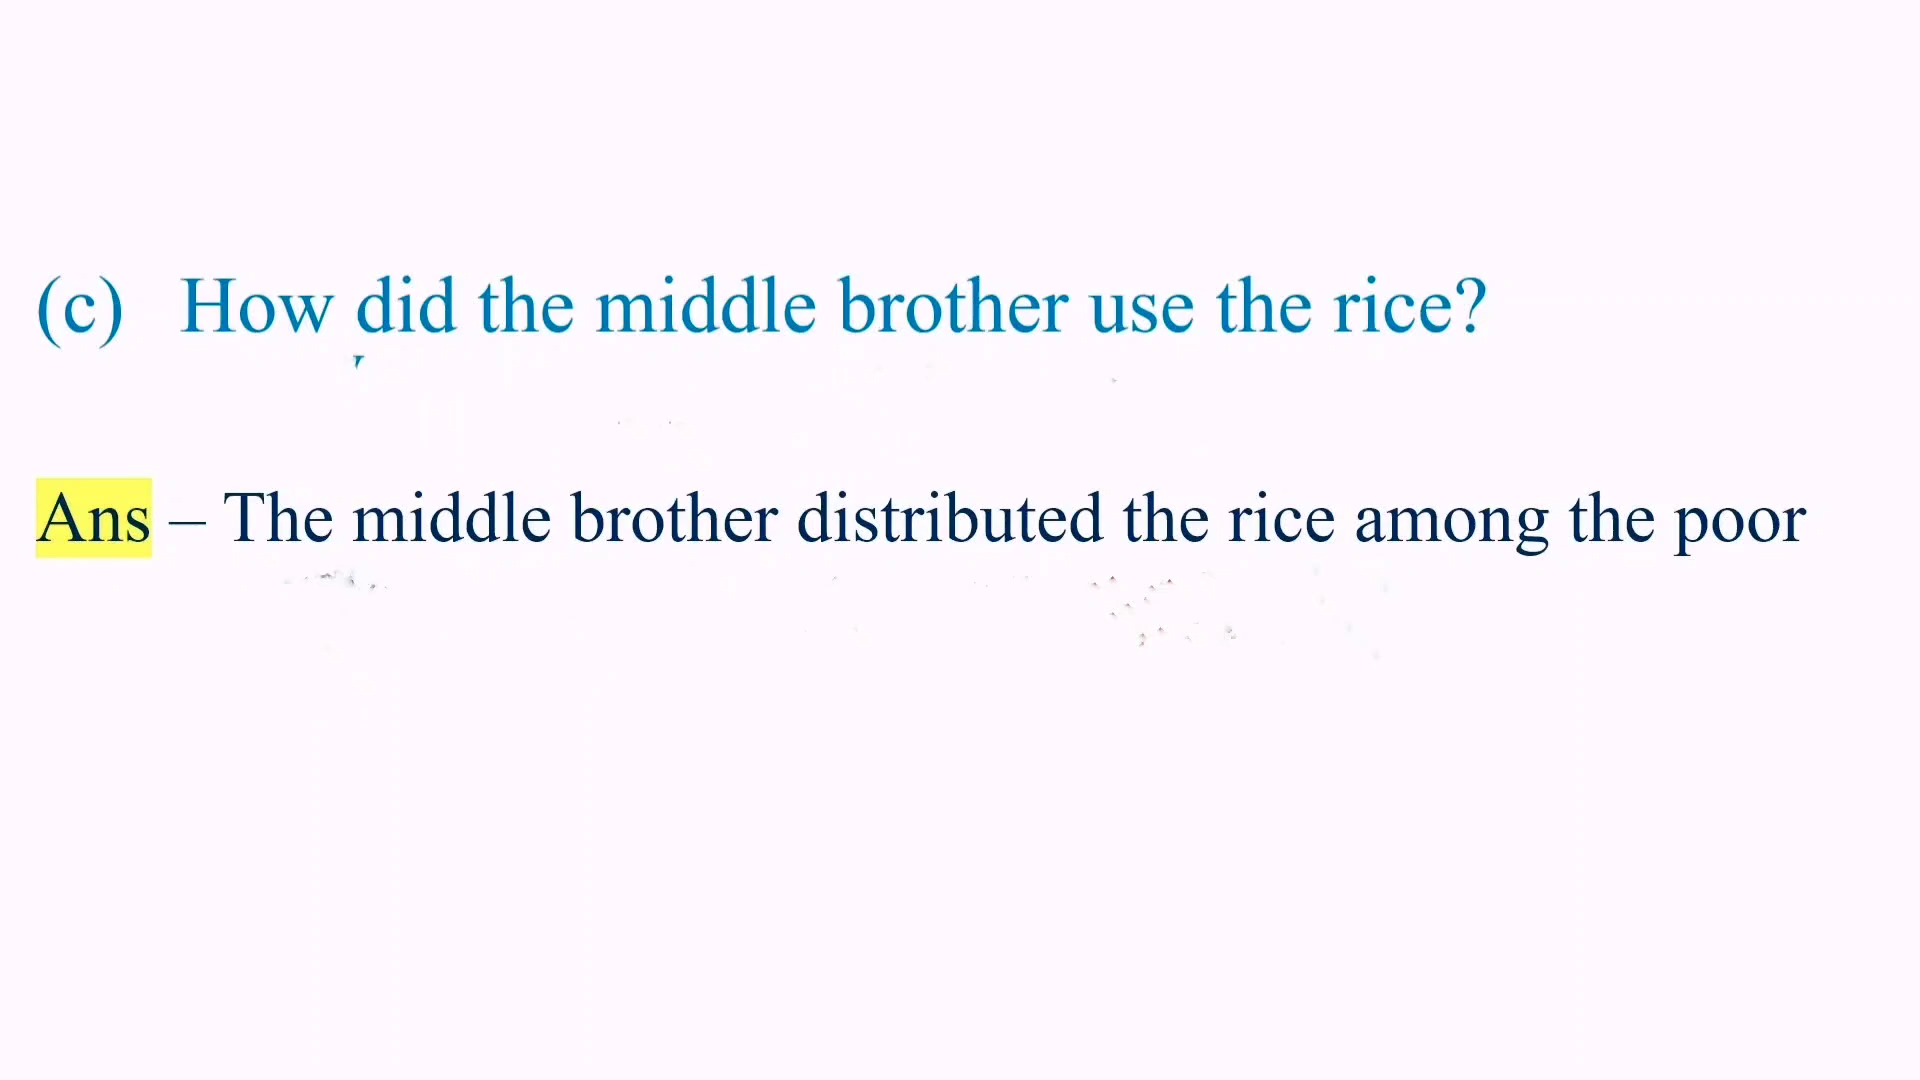 (c) How did the middle brother use the rice?
Ans – The middle brother distributed the rice among the poor